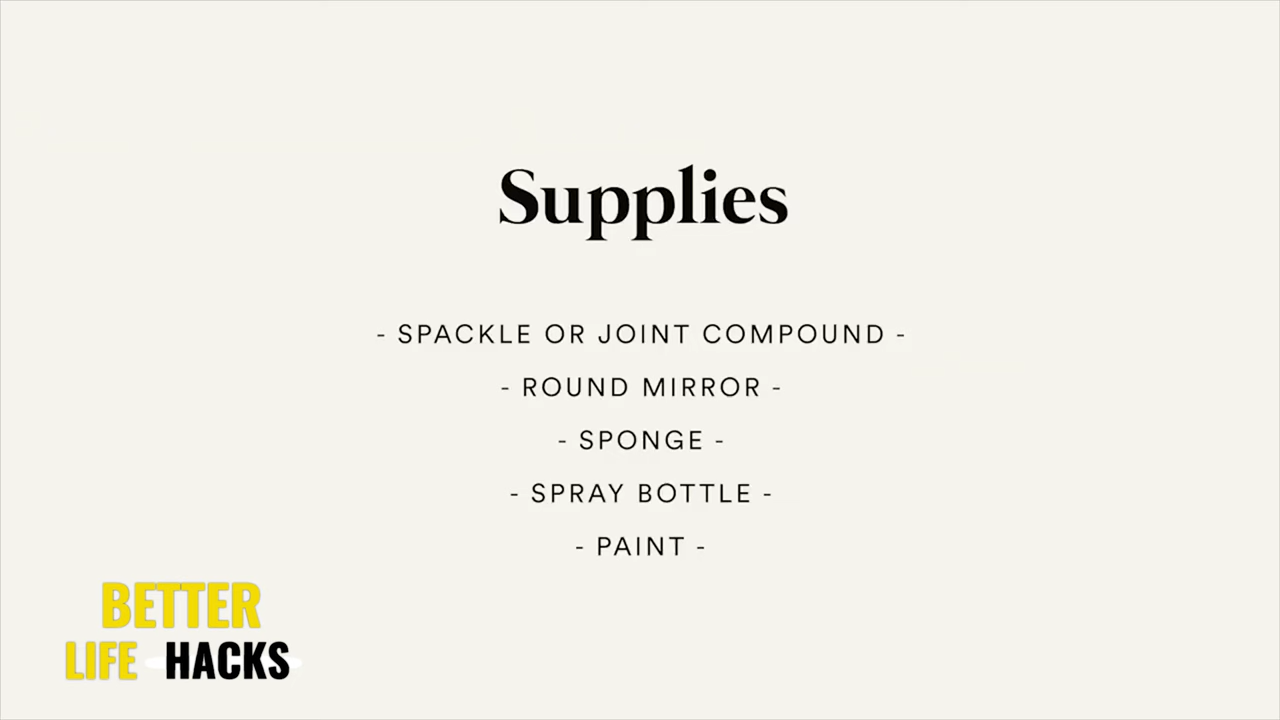 Supplies
- SPACKLE OR JOINT COMPOUND -
- ROUND MIRROR -
- SPONGE -
- SPRAY BOTTLE -
- PAINT -
BETTER
LIFE HACKS